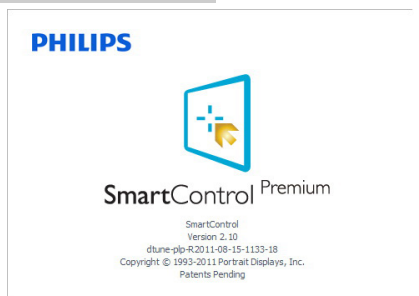 PHILIPS
SmartControl Premium
SmartControl
Version 2.10
dtune-plp-R2011-08-15-1133-18
Copyright © 1993-2011 Portrait Displays, Inc.
Patents Pending